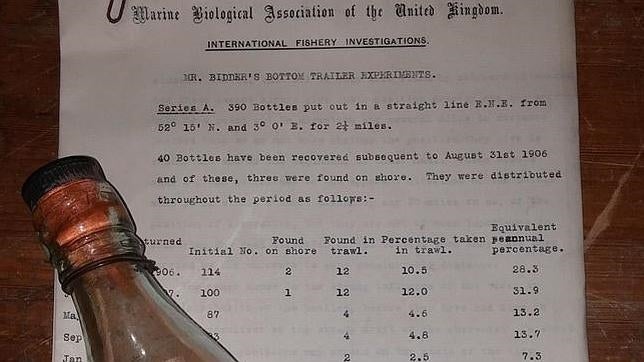 Marine Biological Association of the United Kingdom.
INTERNATIONAL FISHERY INVESTIGATIONS.
MR. BIDDER'S BOTTOM TRAILER EXPERIMENTS.
Series A. 390 Bottles put out in a straight line E.N.E. from
52° 15' N. and 3° 0' E. for 2¼ miles.
40 Bottles have been recovered subsequent to August 31st 1906
and of these, three were found on shore. They were distributed
throughout the period as follows:-
Equivalent
Found Found in Percentage taken annual
Initial No. on shore trawl. in trawl. percentage.
906. 114 2 12 10.5 28.3
7. 100 1 12 12.0 31.9
Ma 87 4 4.6 13.2
Sep 3 4 4.8 13.7
Jan 2 2.5 7.3